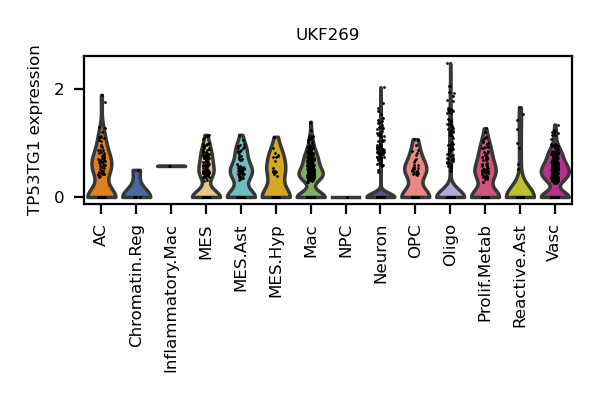 UKF269
TP53TG1 expression
2
0
AC
Chromatin.Reg
Inflammatory.Mac
MES
MES.Ast
MES.Hyp
Mac
NPC
Neuron
OPC
Oligo
Prolif.Metab
Reactive.Ast
Vasc